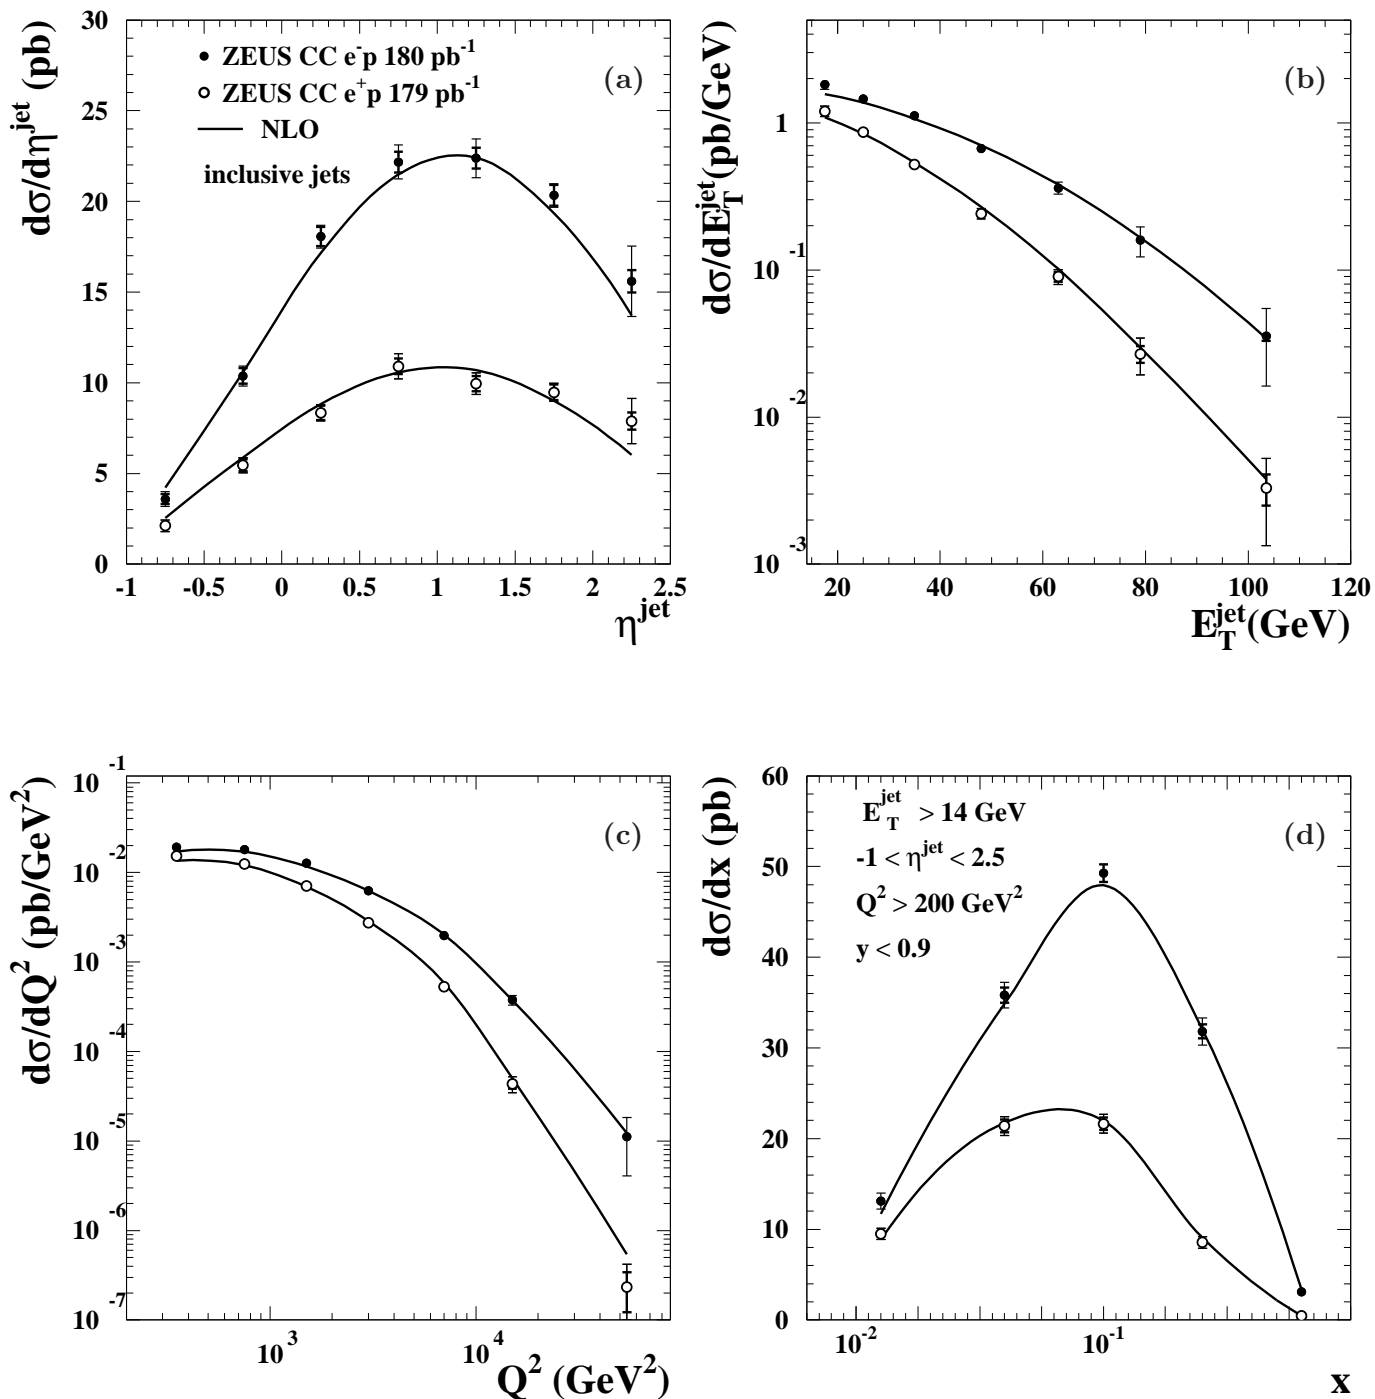 dσ/dη^jet (pb)
30
25
20
15
10
5
0
● ZEUS CC e⁻p 180 pb⁻¹
○ ZEUS CC e⁺p 179 pb⁻¹
— NLO
inclusive jets
(a)
-1 -0.5 0 0.5 1 1.5 2 2.5
η^jet
dσ/dE_T^jet(pb/GeV)
1
10⁻¹
10⁻²
10⁻³
(b)
20 40 60 80 100 120
E_T^jet(GeV)
dσ/dQ² (pb/GeV²)
10⁻¹
10⁻²
10⁻³
10⁻⁴
10⁻⁵
10⁻⁶
10⁻⁷
(c)
10³ 10⁴
Q² (GeV²)
dσ/dx (pb)
60
50
40
30
20
10
0
E_T^jet > 14 GeV
-1 < η^jet < 2.5
Q² > 200 GeV²
y < 0.9
(d)
10⁻² 10⁻¹
x